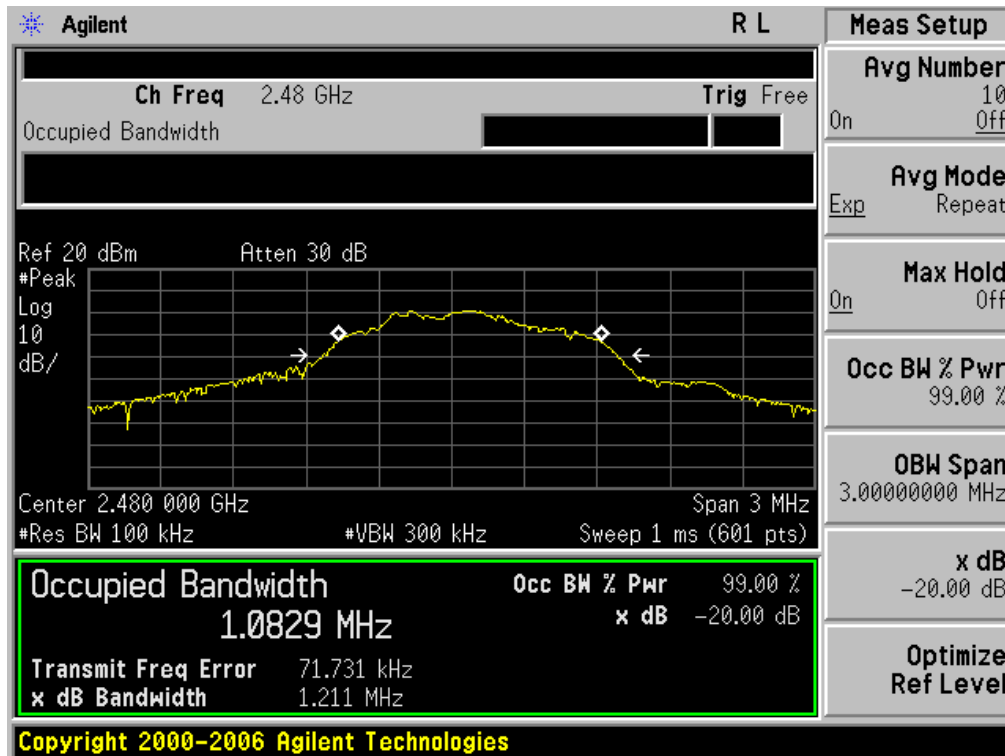 Agilent
R L
Meas Setup
Ch Freq 2.48 GHz
Trig Free
Occupied Bandwidth
Avg Number
10
On Off
Avg Mode
Exp Repeat
Max Hold
On Off
Occ BW % Pwr
99.00 %
OBW Span
3.00000000 MHz
x dB
-20.00 dB
Optimize
Ref Level
Ref 20 dBm Atten 30 dB
#Peak
Log
10
dB/
Center 2.480 000 GHz Span 3 MHz
#Res BW 100 kHz #VBW 300 kHz Sweep 1 ms (601 pts)
Occupied Bandwidth
1.0829 MHz
Occ BW % Pwr 99.00 %
x dB -20.00 dB
Transmit Freq Error 71.731 kHz
x dB Bandwidth 1.211 MHz
Copyright 2000-2006 Agilent Technologies